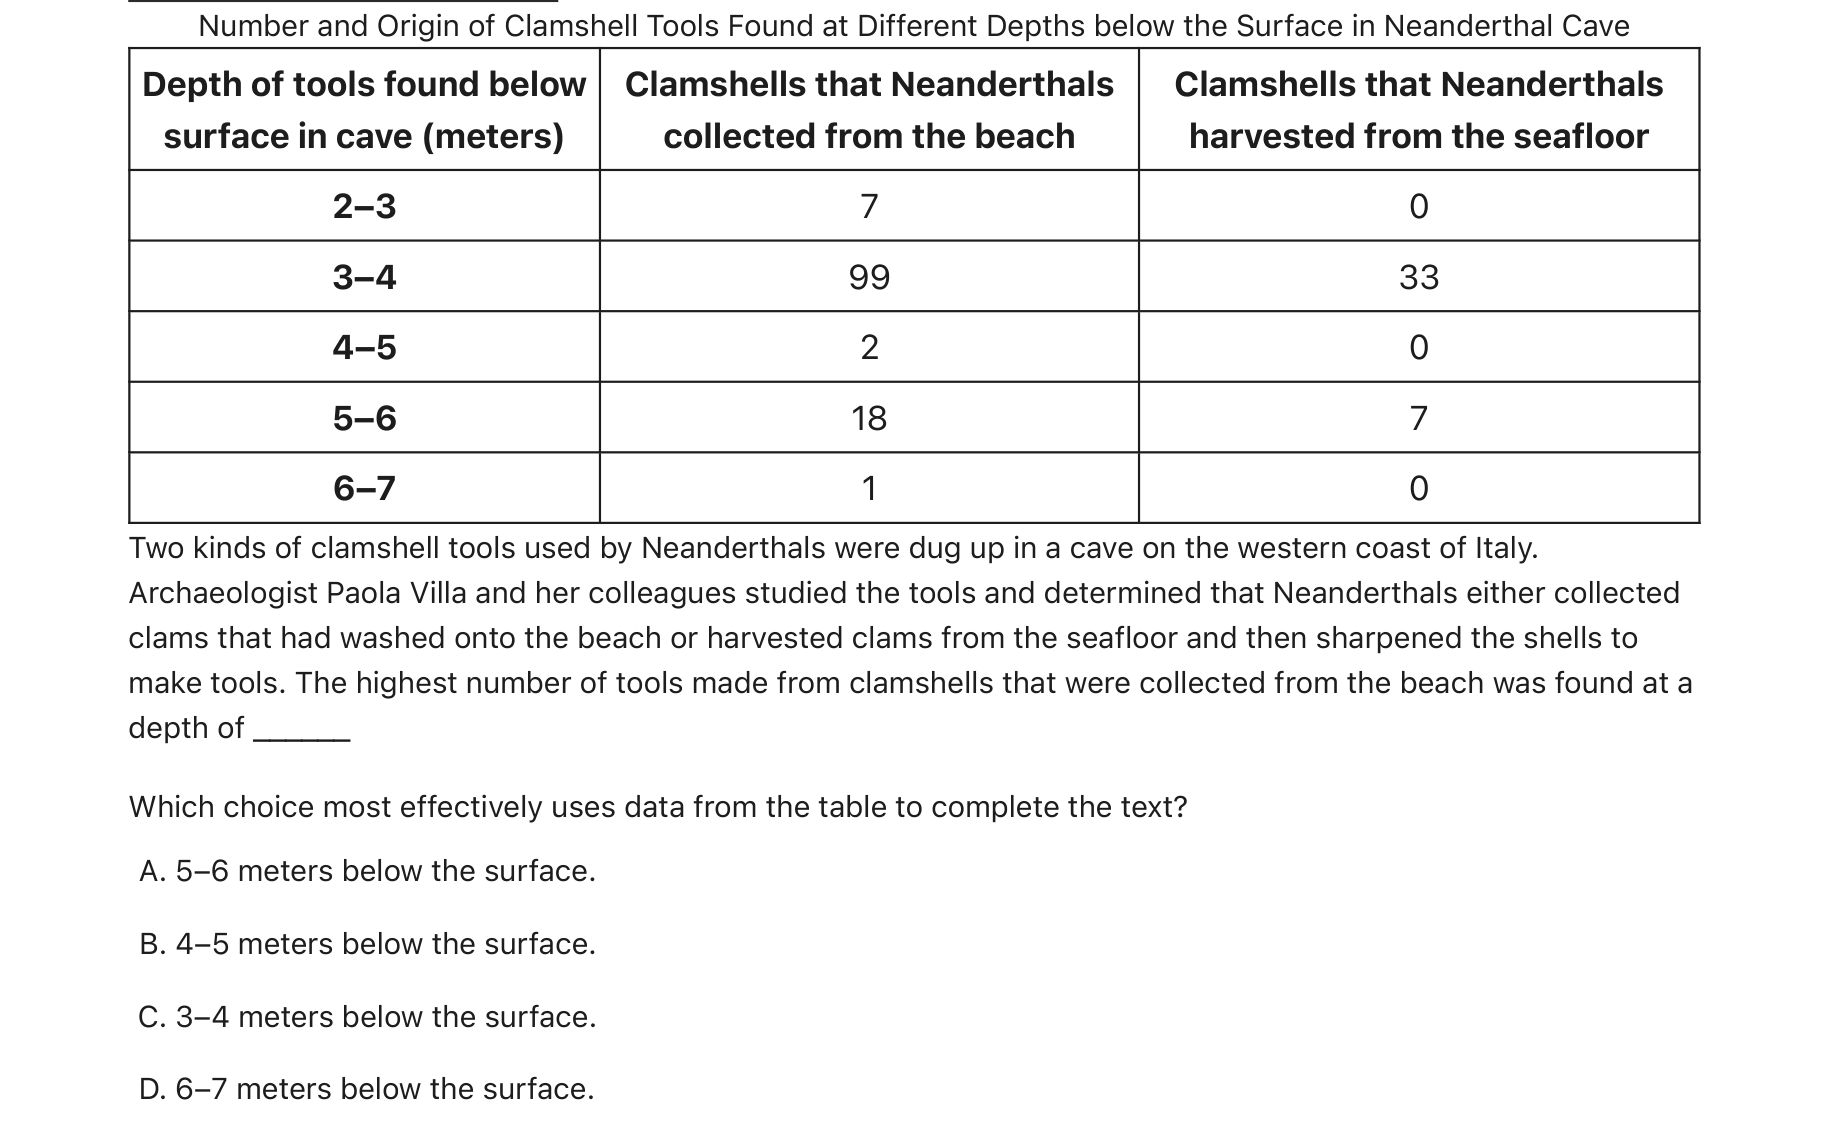 Number and Origin of Clamshell Tools Found at Different Depths below the Surface in Neanderthal Cave
Depth of tools found below surface in cave (meters) Clamshells that Neanderthals collected from the beach Clamshells that Neanderthals harvested from the seafloor
2–3 7 0
3–4 99 33
4–5 2 0
5–6 18 7
6–7 1 0
Two kinds of clamshell tools used by Neanderthals were dug up in a cave on the western coast of Italy.
Archaeologist Paola Villa and her colleagues studied the tools and determined that Neanderthals either collected
clams that had washed onto the beach or harvested clams from the seafloor and then sharpened the shells to
make tools. The highest number of tools made from clamshells that were collected from the beach was found at a
depth of ______
Which choice most effectively uses data from the table to complete the text?
A. 5–6 meters below the surface.
B. 4–5 meters below the surface.
C. 3–4 meters below the surface.
D. 6–7 meters below the surface.